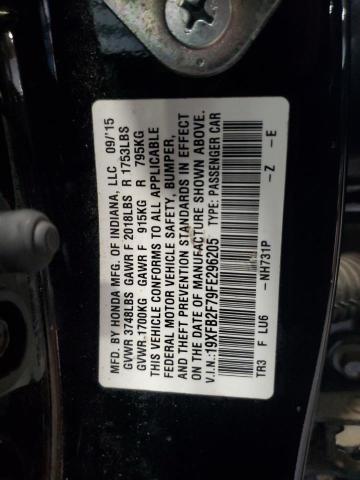 MFD. BY HONDA MFG. OF INDIANA, LLC 09/'15
GVWR 3748LBS GAWR F 2018LBS R 1753LBS
GVWR 1700KG GAWR F 915KG R 795KG
THIS VEHICLE CONFORMS TO ALL APPLICABLE
FEDERAL MOTOR VEHICLE SAFETY, BUMPER,
AND THEFT PREVENTION STANDARDS IN EFFECT
ON THE DATE OF MANUFACTURE SHOWN ABOVE.
V.I.N.:19XFB2F79FE296205 TYPE: PASSENGER CAR
TR3 F LU6 -NH731P -Z -E